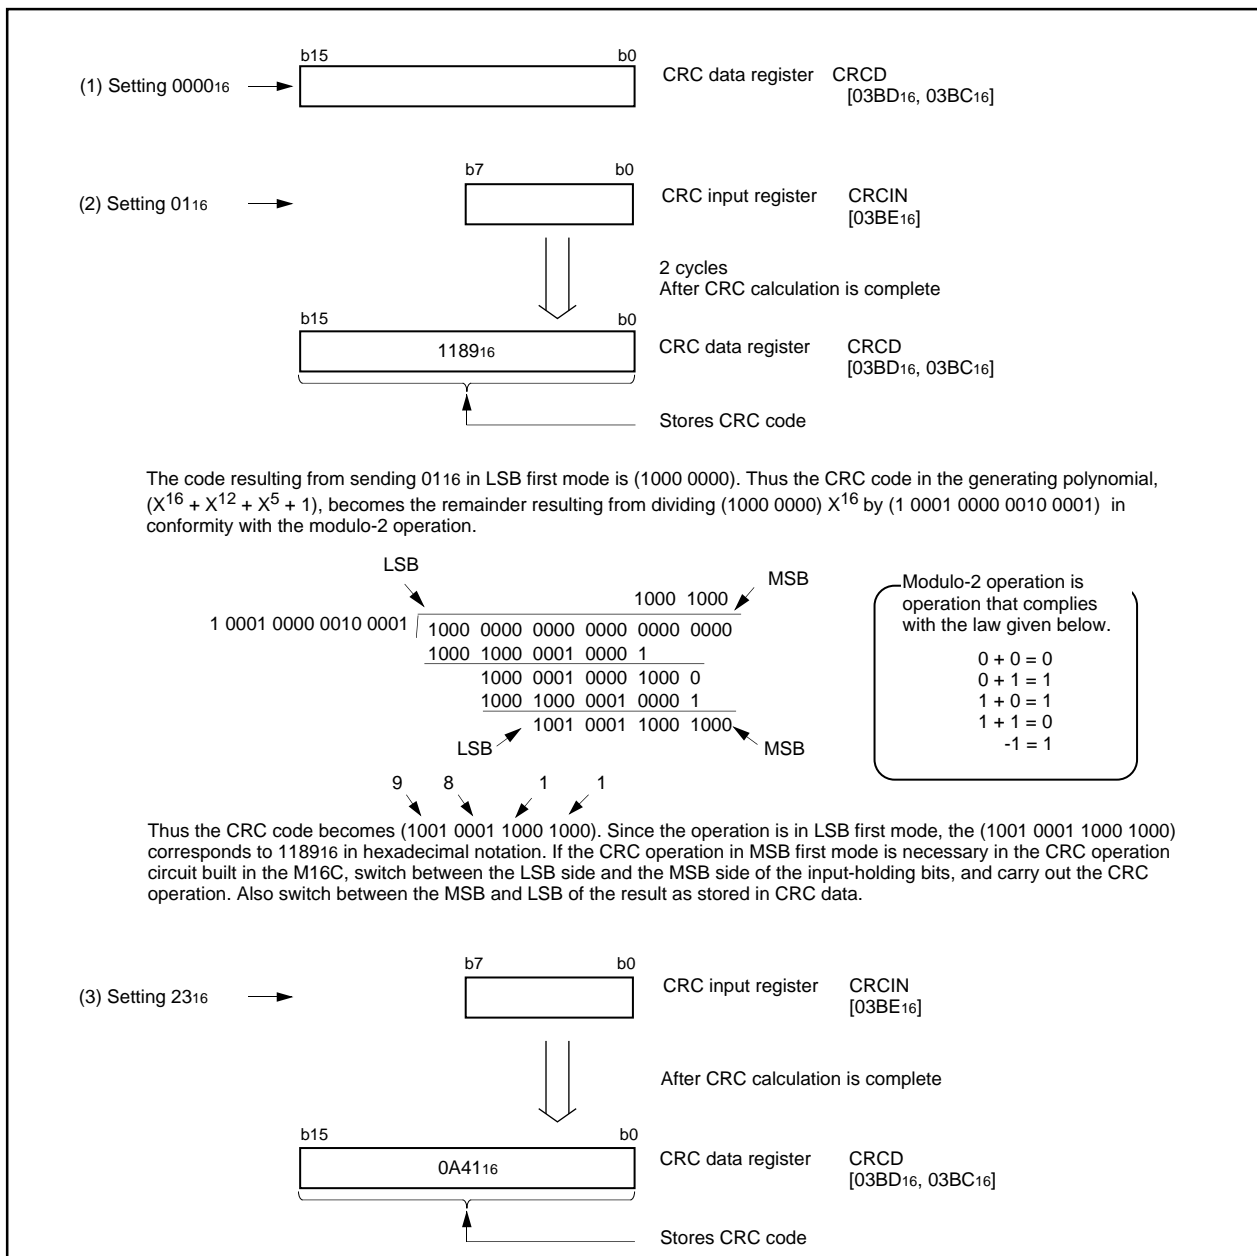 b15 b0
(1) Setting 0000₁₆ CRC data register CRCD
[03BD₁₆, 03BC₁₆]
b7 b0
(2) Setting 01₁₆ CRC input register CRCIN
[03BE₁₆]
2 cycles
After CRC calculation is complete
b15 b0
1189₁₆ CRC data register CRCD
[03BD₁₆, 03BC₁₆]
Stores CRC code
The code resulting from sending 01₁₆ in LSB first mode is (1000 0000). Thus the CRC code in the generating polynomial,
(X¹⁶ + X¹² + X⁵ + 1), becomes the remainder resulting from dividing (1000 0000) X¹⁶ by (1 0001 0000 0010 0001) in
conformity with the modulo-2 operation.
LSB MSB
1000 1000
1 0001 0000 0010 0001 1000 0000 0000 0000 0000 0000
1000 1000 0001 0000 1
1000 0001 0000 1000 0
1000 1000 0001 0000 1
1001 0001 1000 1000
LSB MSB
Modulo-2 operation is
operation that complies
with the law given below.
0 + 0 = 0
0 + 1 = 1
1 + 0 = 1
1 + 1 = 0
-1 = 1
9 8 1 1
Thus the CRC code becomes (1001 0001 1000 1000). Since the operation is in LSB first mode, the (1001 0001 1000 1000)
corresponds to 1189₁₆ in hexadecimal notation. If the CRC operation in MSB first mode is necessary in the CRC operation
circuit built in the M16C, switch between the LSB side and the MSB side of the input-holding bits, and carry out the CRC
operation. Also switch between the MSB and LSB of the result as stored in CRC data.
b7 b0
(3) Setting 23₁₆ CRC input register CRCIN
[03BE₁₆]
After CRC calculation is complete
b15 b0
0A41₁₆ CRC data register CRCD
[03BD₁₆, 03BC₁₆]
Stores CRC code